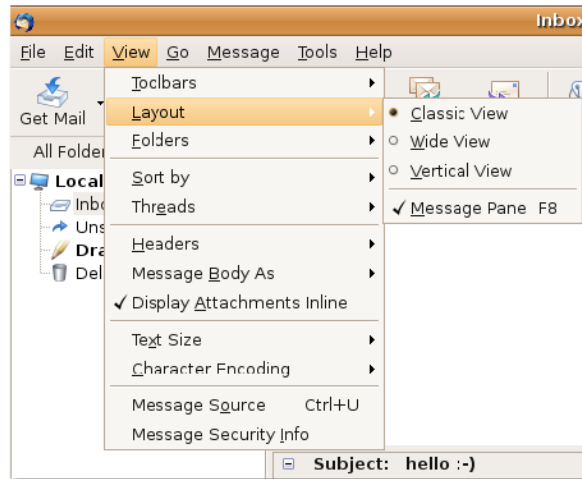 Inbox
File Edit View Go Message Tools Help
Get Mail
All Folde
Toolbars
Layout
Folders
Sort by
Threads
Headers
Message Body As
Display Attachments Inline
Text Size
Character Encoding
Message Source Ctrl+U
Message Security Info
Classic View
Wide View
Vertical View
Message Pane F8
Local
Inbo
Uns
Dra
Del
Subject: hello :-)